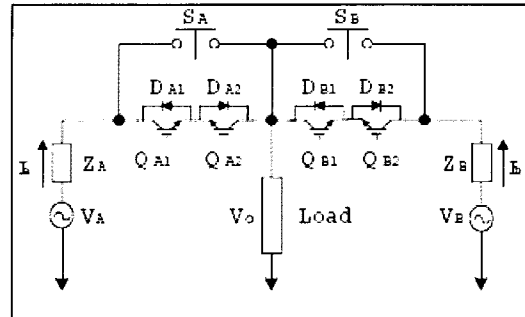 SA SB
DA1 DA2 DB1 DB2
QA1 QA2 QB1 QB2
ZA ZB
VA Vo Load VB